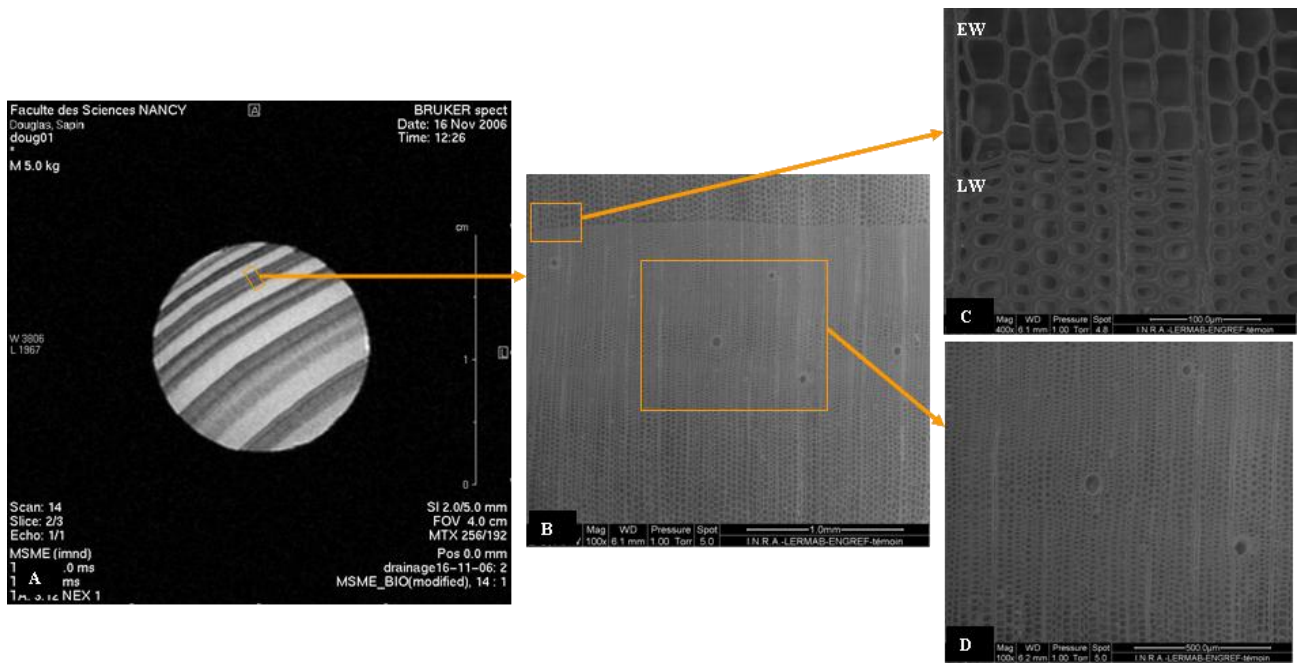 Faculte des Sciences NANCY
Douglas, Sapin
doug01
*
M 5.0 kg
A
BRUKER spect
Date: 16 Nov 2006
Time: 12:26
cm
W 3806
L 1967
L
1
0
Scan: 14
Slice: 2/3
Echo: 1/1
MSME (imnd)
.0 ms
ms
NEX 1
SI 2.0/5.0 mm
FOV 4.0 cm
MTX 256/192
Pos 0.0 mm
drainage16-11-06: 2
MSME_BIO(modified), 14 : 1
A
B
Mag WD Pressure Spot
100x 6.1 mm 1.00 Torr 5.0
1.0mm
I.N.R.A.-LERMAB-ENGREF-témoin
EW
LW
C
Mag WD Pressure Spot
400x 6.1 mm 1.00 Torr 4.8
100.0µm
I.N.R.A.-LERMAB-ENGREF-témoin
D
Mag WD Pressure Spot
100x 6.2 mm 1.00 Torr 5.0
500.0µm
I.N.R.A.-LERMAB-ENGREF-témoin